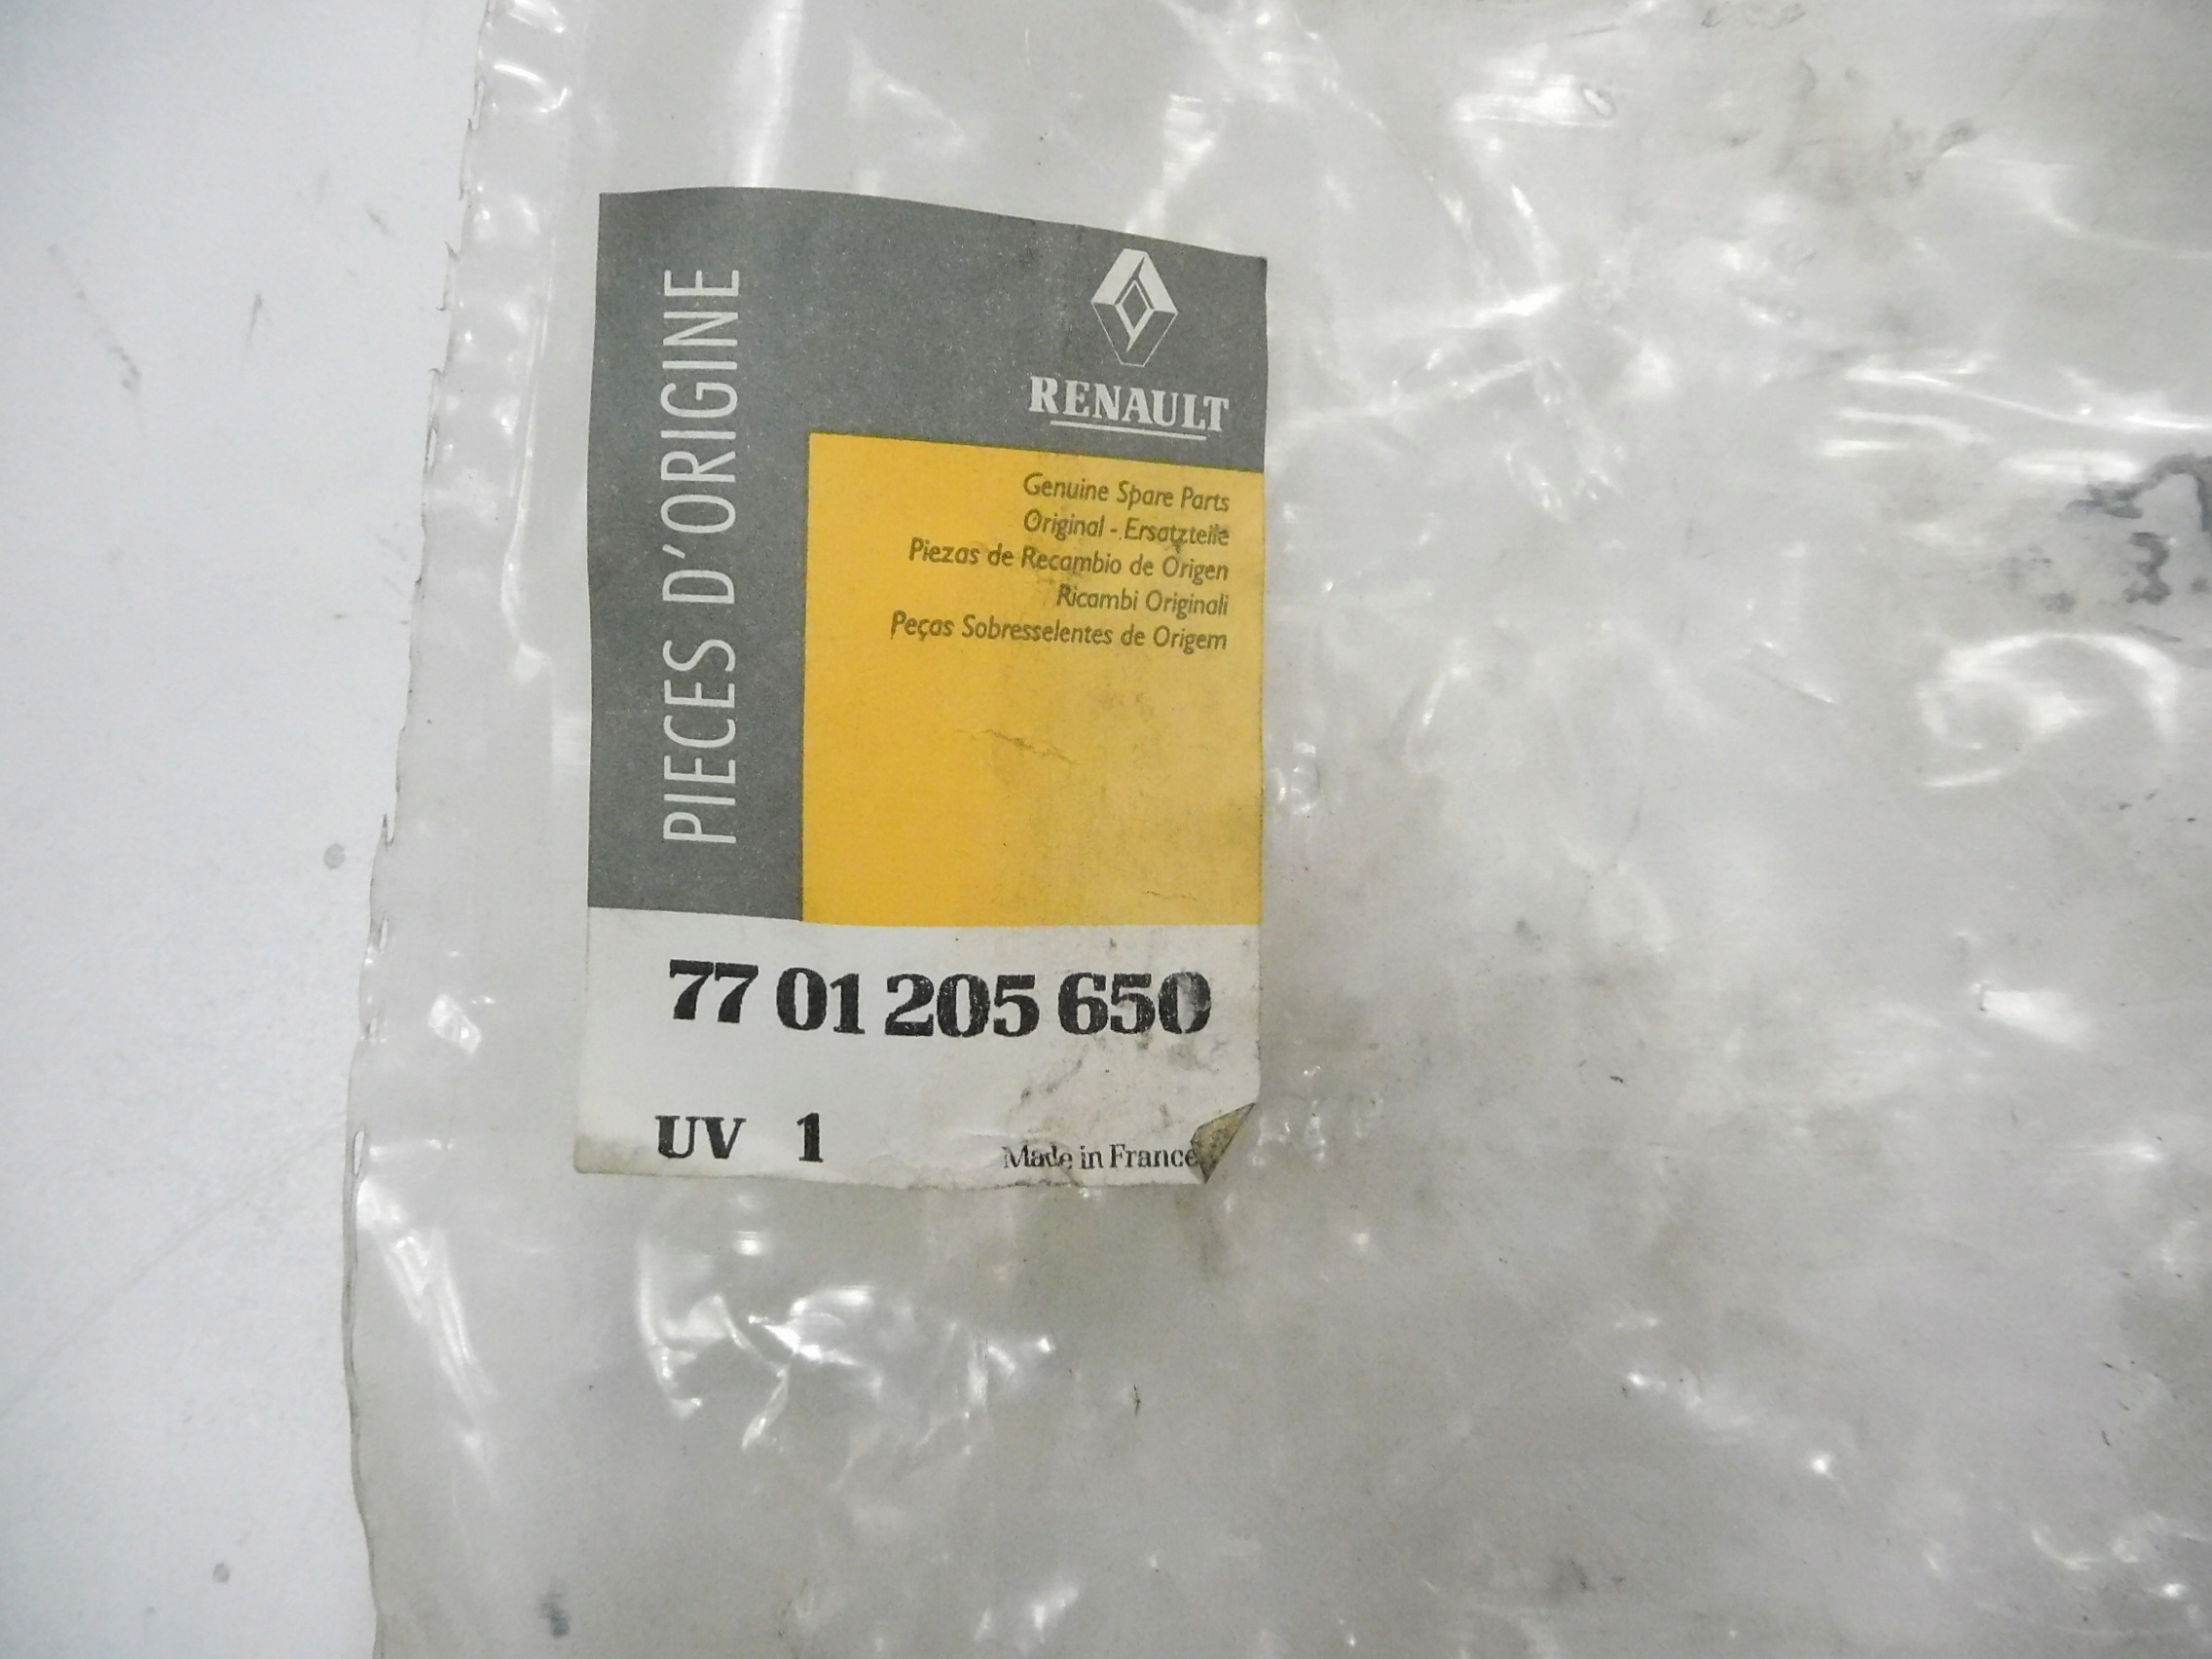 PIECES D'ORIGINE
RENAULT
Genuine Spare Parts
Original - Ersatzteile
Piezas de Recambio de Origen
Ricambi Originali
Peças Sobresselentes de Origem
77 01 205 650
UV 1
Made in France